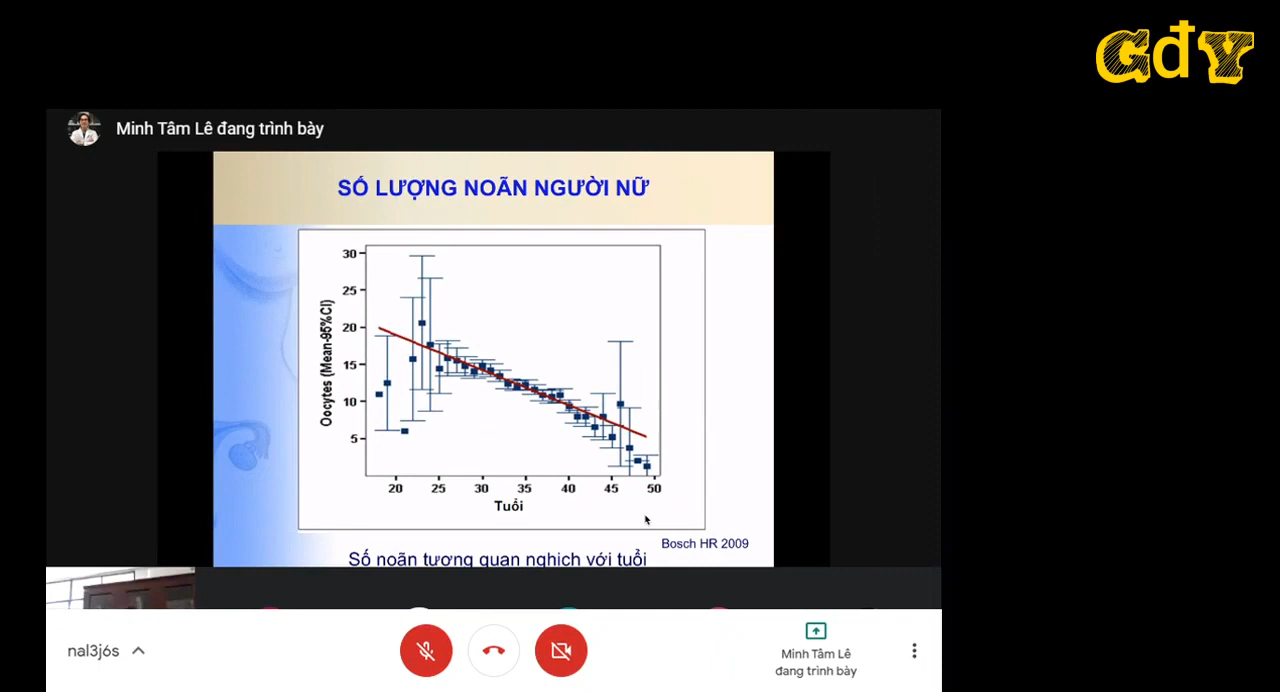 GđY
Minh Tâm Lê đang trình bày
SỐ LƯỢNG NOÃN NGƯỜI NỮ
30
25
20
15
10
5
Oocytes (Mean-95%CI)
20 25 30 35 40 45 50
Tuổi
Bosch HR 2009
Số noãn tương quan nghịch với tuổi
nal3j6s
Minh Tâm Lê
đang trình bày